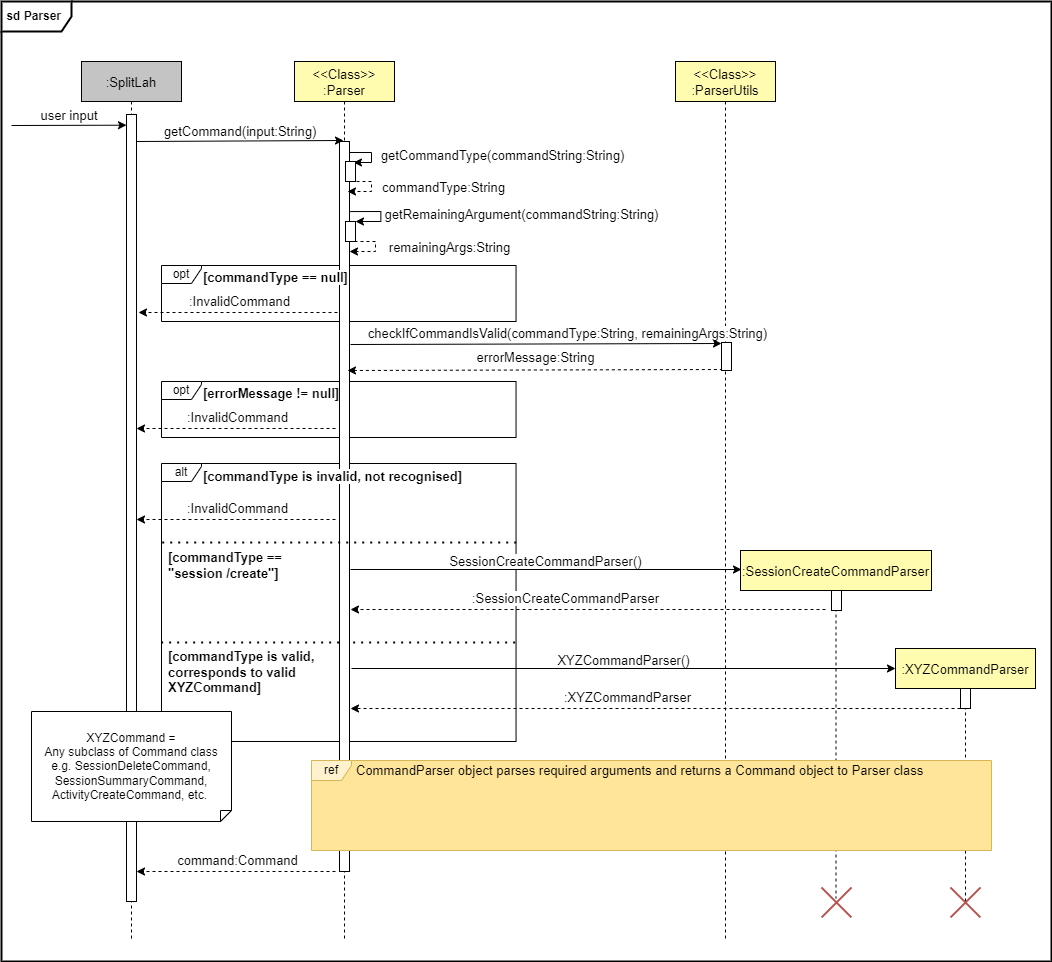 sd Parser
:SplitLah
<<Class>>
:Parser
<<Class>>
:ParserUtils
user input
getCommand(input:String)
getCommandType(commandString:String)
commandType:String
getRemainingArgument(commandString:String)
remainingArgs:String
opt
[commandType == null]
:InvalidCommand
checkIfCommandIsValid(commandType:String, remainingArgs:String)
errorMessage:String
opt
[errorMessage != null]
:InvalidCommand
alt
[commandType is invalid, not recognised]
:InvalidCommand
[commandType ==
"session /create"]
SessionCreateCommandParser()
:SessionCreateCommandParser
:SessionCreateCommandParser
[commandType is valid,
corresponds to valid
XYZCommand]
XYZCommandParser()
:XYZCommandParser
:XYZCommandParser
XYZCommand =
Any subclass of Command class
e.g. SessionDeleteCommand,
SessionSummaryCommand,
ActivityCreateCommand, etc.
ref
CommandParser object parses required arguments and returns a Command object to Parser class
command:Command